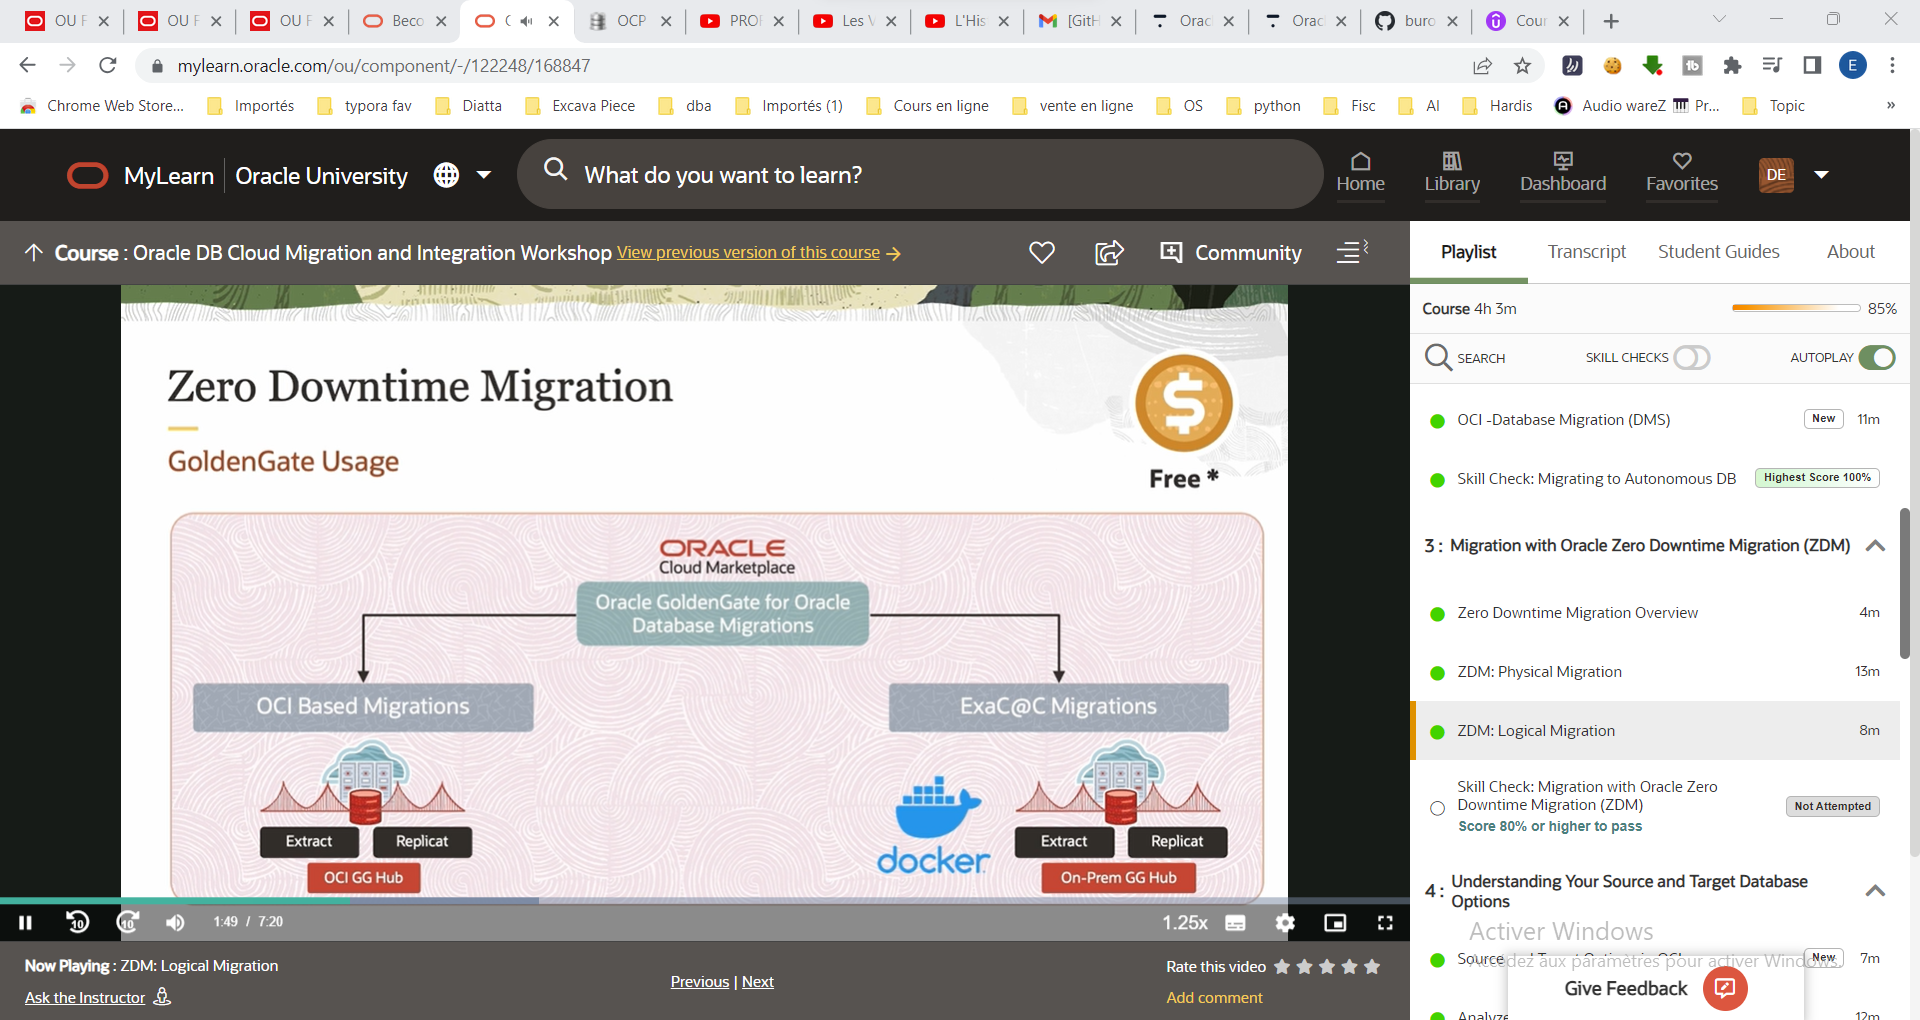 OU F
OU F
OU F
Beco
OCP
PROF
Les V
L'His
[GitH
Orac
Orac
buro
Cour
mylearn.oracle.com/ou/component/-/122248/168847
E
Chrome Web Store...
Importés
typora fav
Diatta
Excava Piece
dba
Importés (1)
Cours en ligne
vente en ligne
OS
python
Fisc
AI
Hardis
Audio wareZ
Pr...
Topic
»
MyLearn
Oracle University
What do you want to learn?
Home
Library
Dashboard
Favorites
DE
Course : Oracle DB Cloud Migration and Integration Workshop View previous version of this course →
Community
Playlist
Transcript
Student Guides
About
Zero Downtime Migration
GoldenGate Usage
Free *
ORACLE
Cloud Marketplace
Oracle GoldenGate for Oracle
Database Migrations
OCI Based Migrations
ExaC@C Migrations
Extract
Replicat
OCI GG Hub
docker
Extract
Replicat
On-Prem GG Hub
1:49 / 7:20
1.25x
Now Playing : ZDM: Logical Migration
Ask the Instructor
Previous | Next
Rate this video
Add comment
Course 4h 3m
85%
SEARCH
SKILL CHECKS
AUTOPLAY
OCI -Database Migration (DMS)
New
11m
Skill Check: Migrating to Autonomous DB
Highest Score 100%
3 : Migration with Oracle Zero Downtime Migration (ZDM)
Zero Downtime Migration Overview
4m
ZDM: Physical Migration
13m
ZDM: Logical Migration
8m
Skill Check: Migration with Oracle Zero
Downtime Migration (ZDM)
Score 80% or higher to pass
Not Attempted
4 : Understanding Your Source and Target Database
Options
Activer Windows
Accédez aux paramètres pour activer Windows.
New
7m
Give Feedback
Analyze
12m